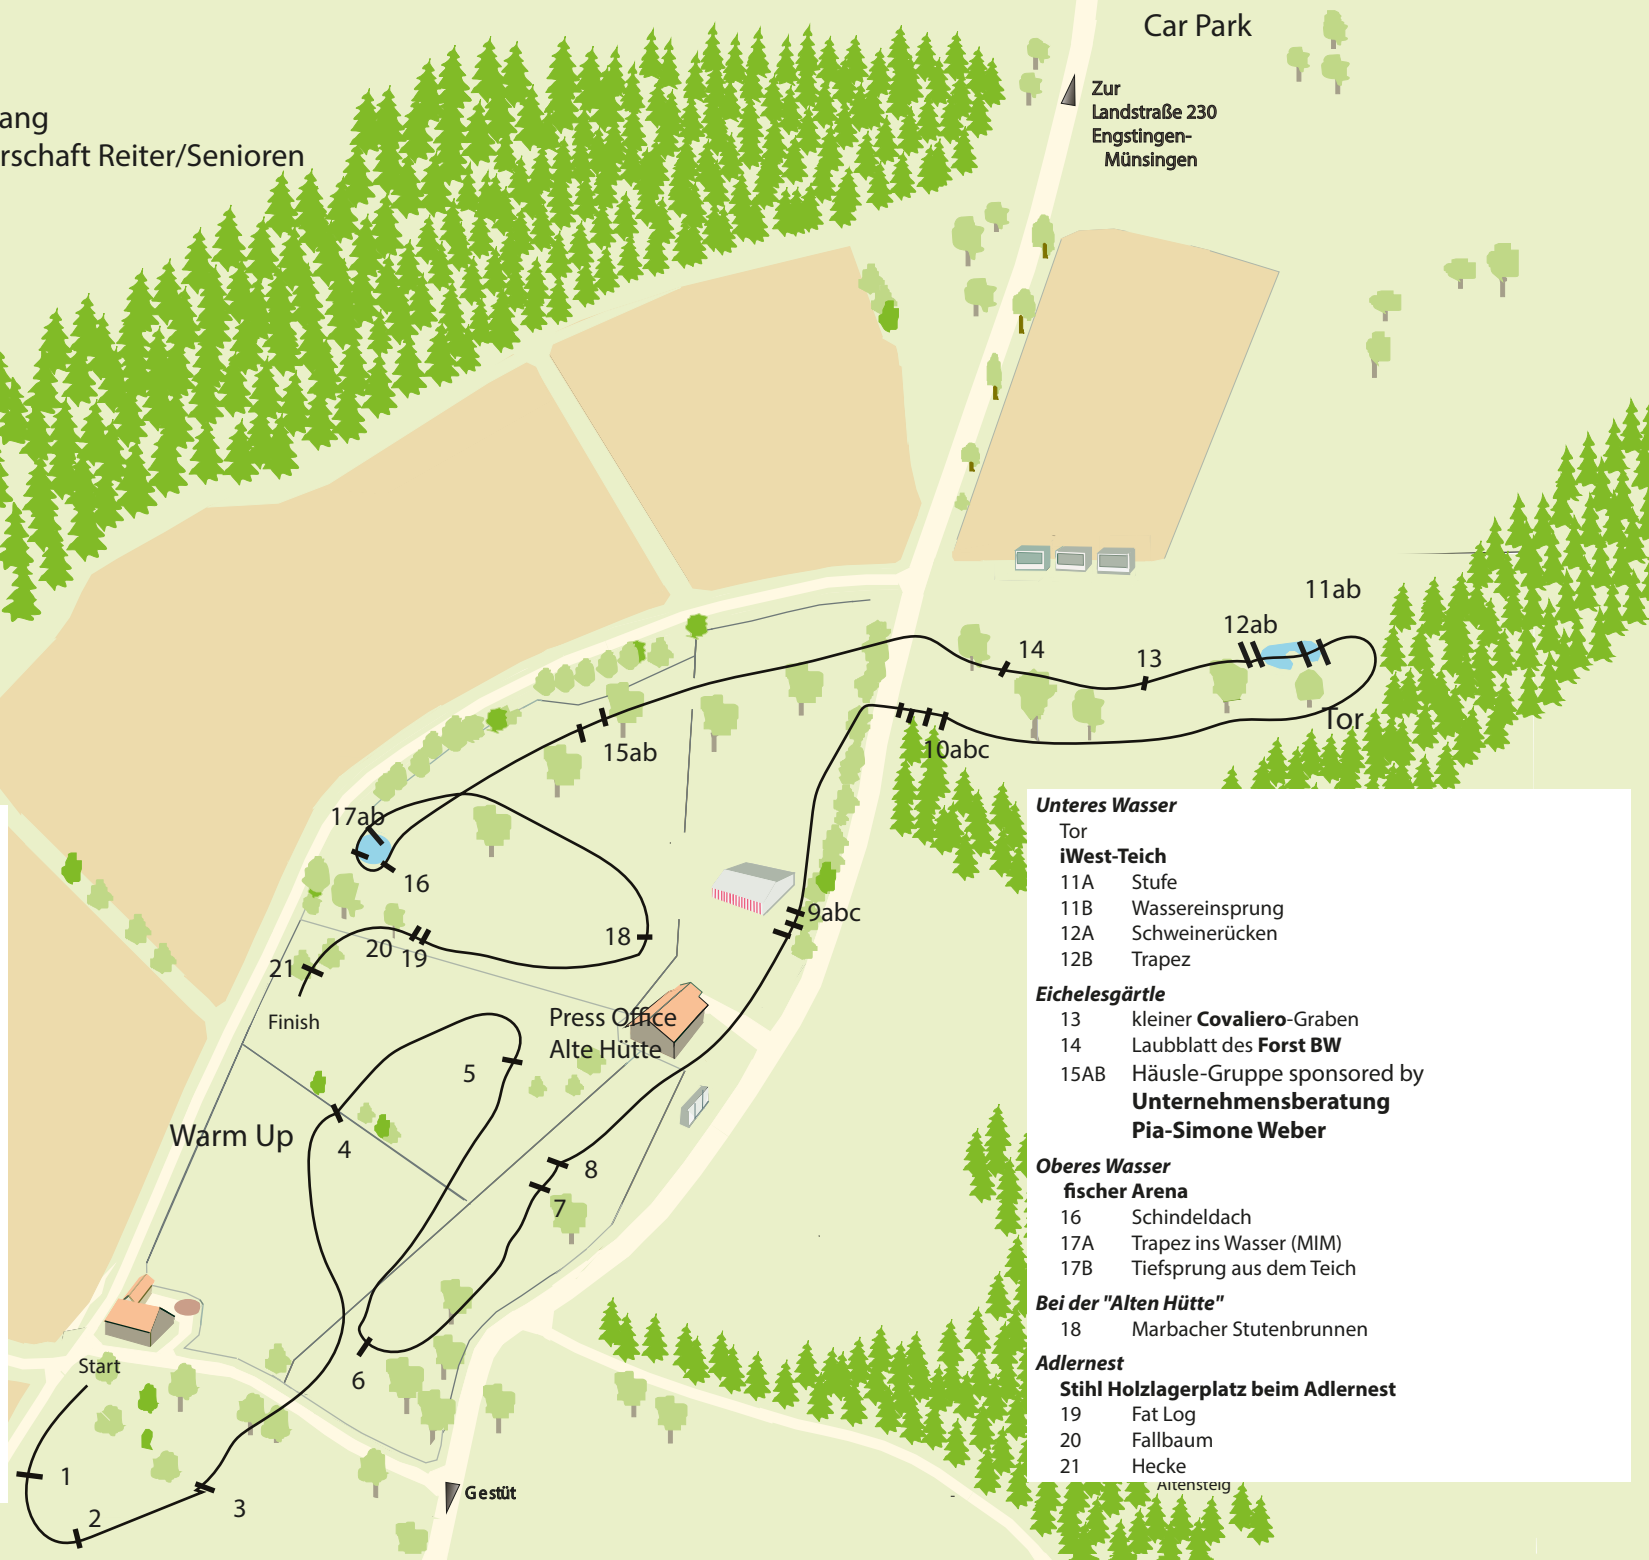 Car Park
Zur
Landstraße 230
Engstingen-
Münsingen
ang
rschaft Reiter/Senioren
11ab
12ab
14
13
Tor
10abc
15ab
17ab
16
9abc
18
20
19
21
Finish
Press Office
Alte Hütte
5
4
Warm Up
8
7
6
Start
1
2
3
Gestüt
Unteres Wasser
Tor
iWest-Teich
11A Stufe
11B Wassereinsprung
12A Schweinerücken
12B Trapez
Eichelesgärtle
13 kleiner Covaliero-Graben
14 Laubblatt des Forst BW
15AB Häusle-Gruppe sponsored by
Unternehmensberatung
Pia-Simone Weber
Oberes Wasser
fischer Arena
16 Schindeldach
17A Trapez ins Wasser (MIM)
17B Tiefsprung aus dem Teich
Bei der "Alten Hütte"
18 Marbacher Stutenbrunnen
Adlernest
Stihl Holzlagerplatz beim Adlernest
19 Fat Log
20 Fallbaum
21 Hecke
Altensteig